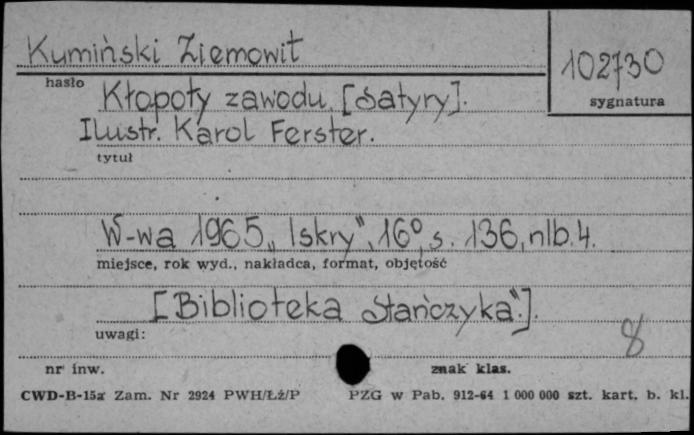 Kumiński Ziemowit
102730
hasło
sygnatura
Kłopoty zawodu. [Satyry].
Ilustr. Karol Ferster.
tytuł
W-wa 1965 „Iskry", 16°, s. 136, nlb. 4.
miejsce, rok wyd., nakładca, format, objętość
[Biblioteka Stańczyka"].
uwagi:
8
nr inw.
znak klas.
CWD-B-15a Zam. Nr 2924 PWH/Łż/P
PZG w Pab. 912-64 1 000 000 szt. kart. b. kl.